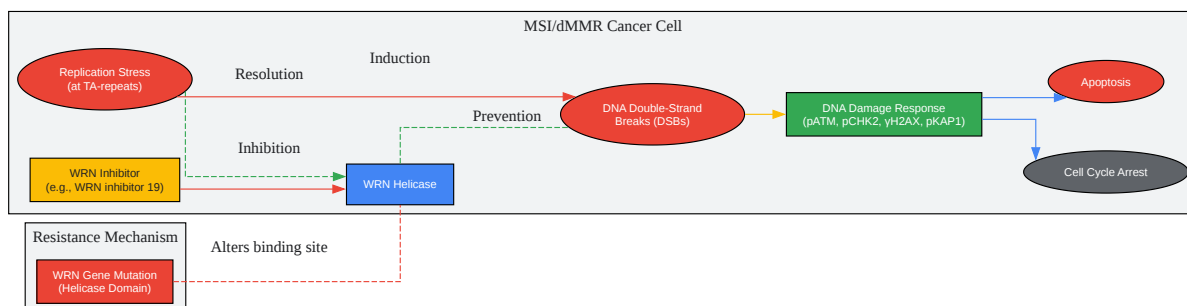 MSI/dMMR Cancer Cell
Replication Stress
(at TA-repeats)
Resolution
Induction
Apoptosis
DNA Double-Strand
Breaks (DSBs)
DNA Damage Response
(pATM, pCHK2, γH2AX, pKAP1)
Prevention
Inhibition
WRN Inhibitor
(e.g., WRN inhibitor 19)
WRN Helicase
Cell Cycle Arrest
Resistance Mechanism
Alters binding site
WRN Gene Mutation
(Helicase Domain)